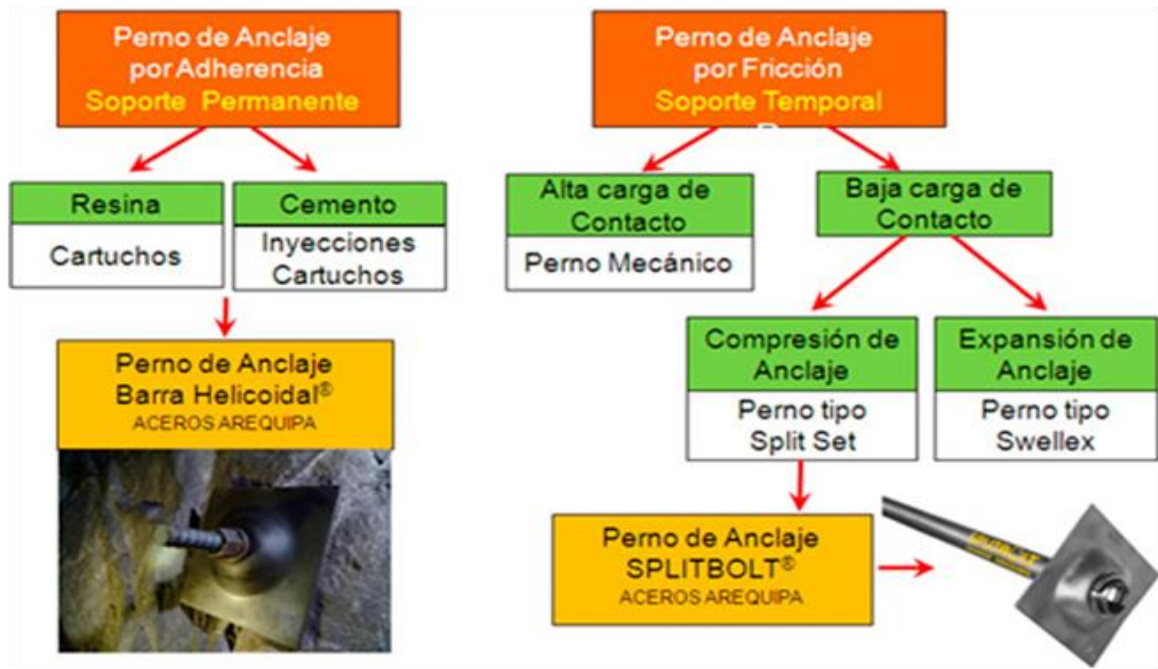 Perno de Anclaje
por Adherencia
Soporte Permanente
Resina
Cartuchos
Cemento
Inyecciones
Cartuchos
Perno de Anclaje
Barra Helicoidal®
ACEROS AREQUIPA
Perno de Anclaje
por Fricción
Soporte Temporal
Alta carga de
Contacto
Perno Mecánico
Baja carga de
Contacto
Compresión de
Anclaje
Perno tipo
Split Set
Expansión de
Anclaje
Perno tipo
Swellex
Perno de Anclaje
SPLITBOLT®
ACEROS AREQUIPA
SPLITBOLT